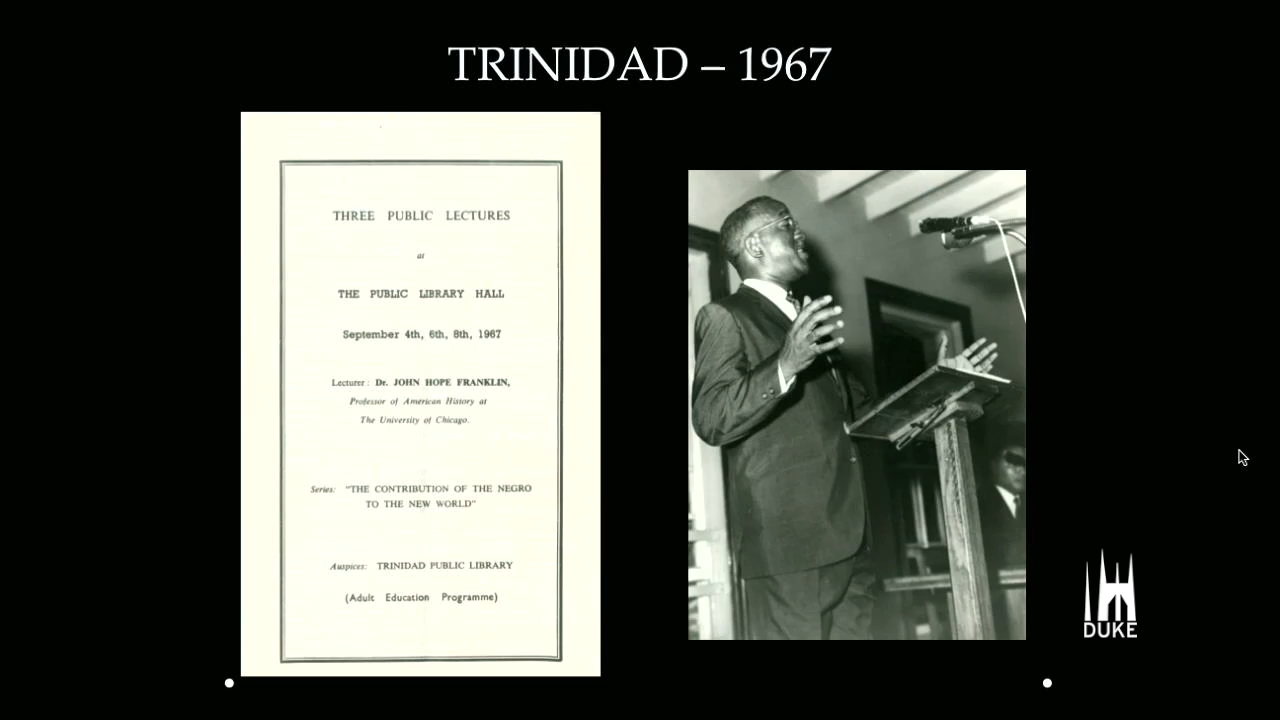 TRINIDAD – 1967
THREE PUBLIC LECTURES
at
THE PUBLIC LIBRARY HALL
September 4th, 6th, 8th, 1967
Lecturer : Dr. JOHN HOPE FRANKLIN,
Professor of American History at
The University of Chicago.
Series: "THE CONTRIBUTION OF THE NEGRO
TO THE NEW WORLD"
Auspices: TRINIDAD PUBLIC LIBRARY
(Adult Education Programme)
DUKE